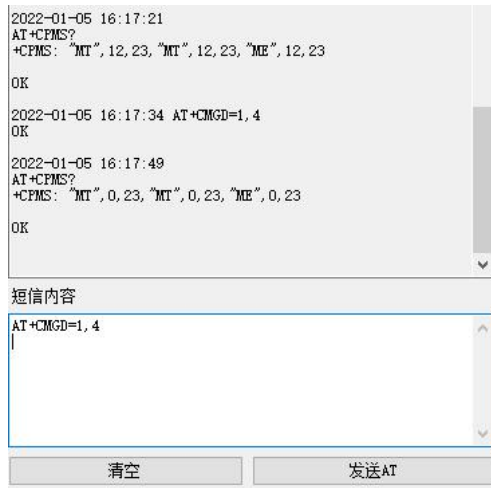 2022-01-05 16:17:21
AT+CPMS?
+CPMS: "MT",12,23,"MT",12,23,"ME",12,23
OK
2022-01-05 16:17:34 AT+CMGD=1,4
OK
2022-01-05 16:17:49
AT+CPMS?
+CPMS: "MT",0,23,"MT",0,23,"ME",0,23
OK
短信内容
AT+CMGD=1,4
清空 发送AT